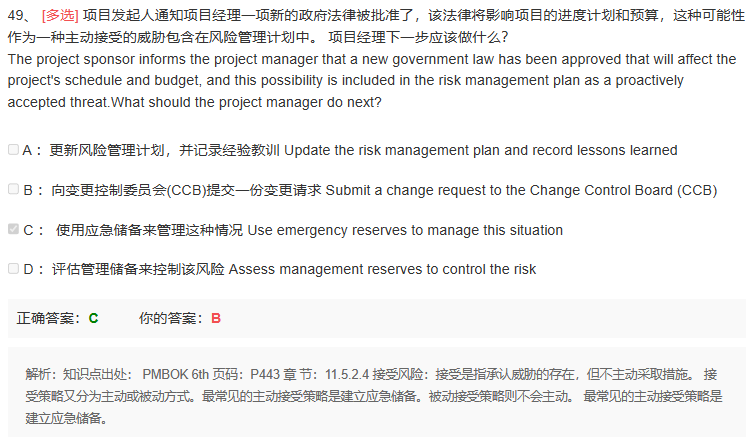 49、 [多选] 项目发起人通知项目经理一项新的政府法律被批准了，该法律将影响项目的进度计划和预算，这种可能性
作为一种主动接受的威胁包含在风险管理计划中。 项目经理下一步应该做什么？
The project sponsor informs the project manager that a new government law has been approved that will affect the
project's schedule and budget, and this possibility is included in the risk management plan as a proactively
accepted threat.What should the project manager do next?
A： 更新风险管理计划，并记录经验教训 Update the risk management plan and record lessons learned
B： 向变更控制委员会(CCB)提交一份变更请求 Submit a change request to the Change Control Board (CCB)
C： 使用应急储备来管理这种情况 Use emergency reserves to manage this situation
D： 评估管理储备来控制该风险 Assess management reserves to control the risk
正确答案：C 你的答案：B
解析：知识点出处： PMBOK 6th 页码：P443 章 节：11.5.2.4 接受风险：接受是指承认威胁的存在，但不主动采取措施。 接
受策略又分为主动或被动方式。最常见的主动接受策略是建立应急储备。被动接受策略则不会主动。 最常见的主动接受策略是
建立应急储备。